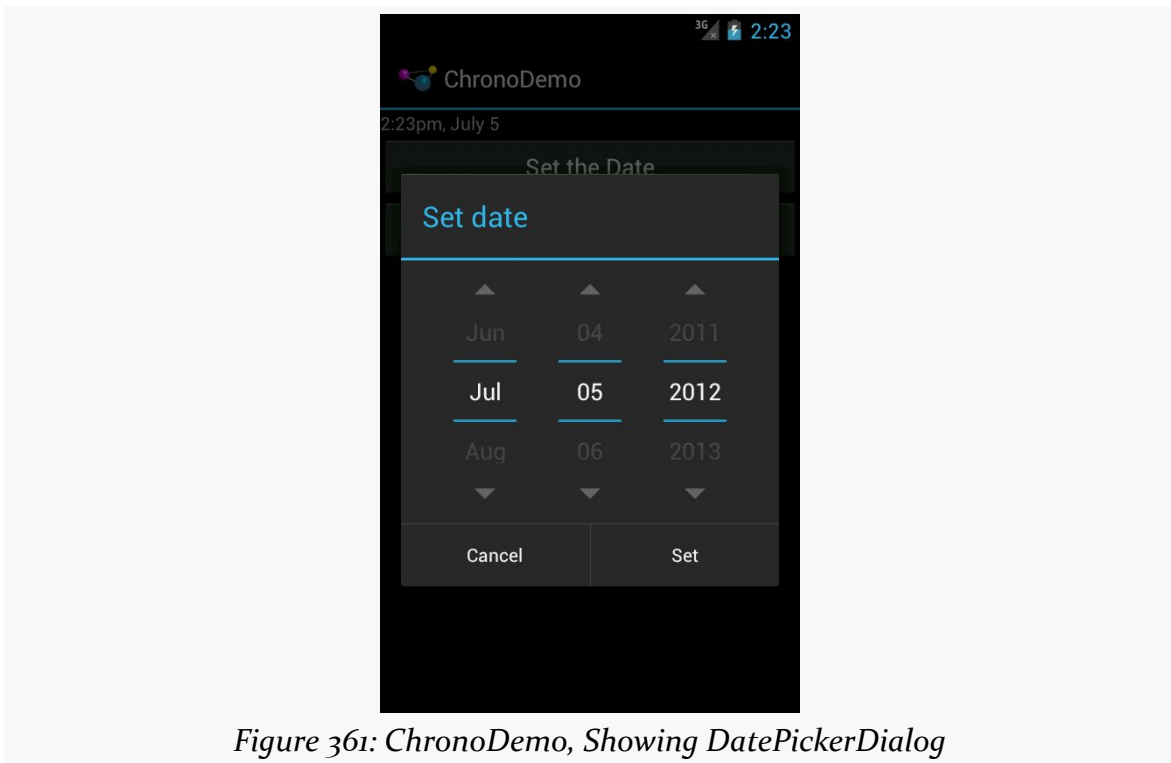 3G 2:23
ChronoDemo
2:23pm, July 5
Set the Date
Set date
Jun 04 2011
Jul 05 2012
Aug 06 2013
Cancel Set
Figure 361: ChronoDemo, Showing DatePickerDialog